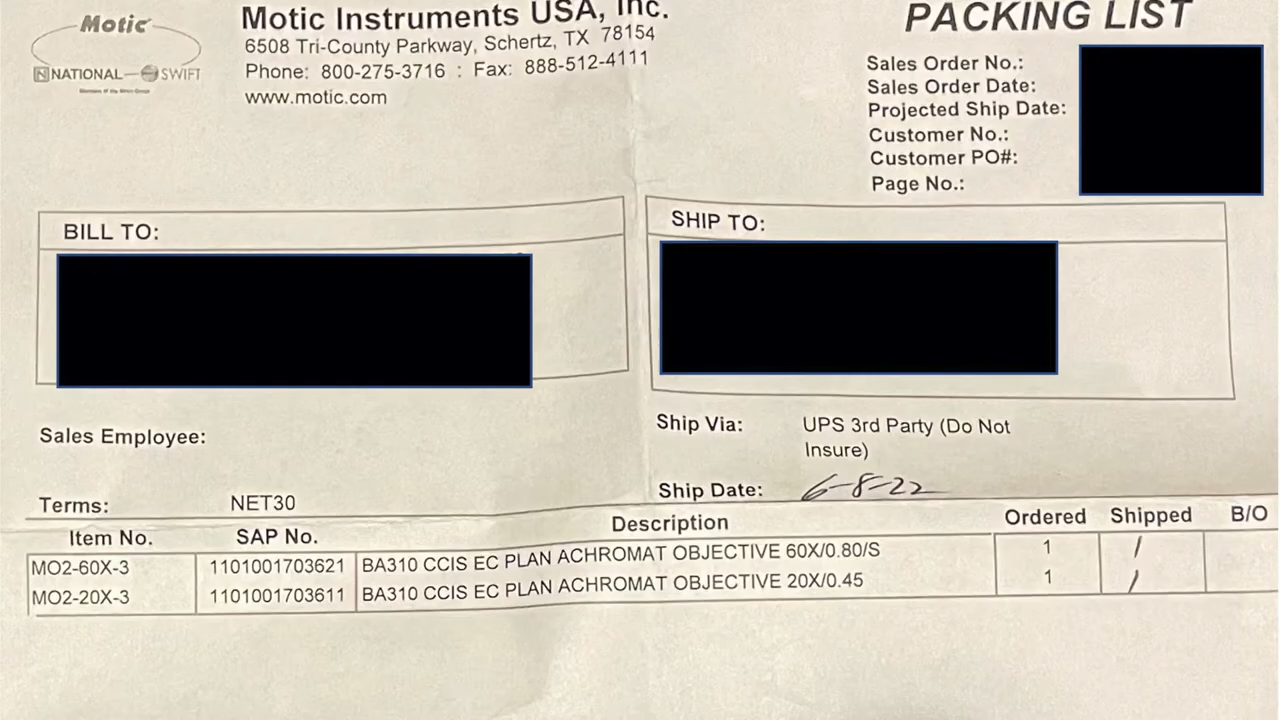 Motic
NATIONAL SWIFT
Motic Instruments USA, Inc.
6508 Tri-County Parkway, Schertz, TX 78154
Phone: 800-275-3716 : Fax: 888-512-4111
www.motic.com
PACKING LIST
Sales Order No.:
Sales Order Date:
Projected Ship Date:
Customer No.:
Customer PO#:
Page No.:
BILL TO:
SHIP TO:
Sales Employee:
Ship Via: UPS 3rd Party (Do Not
Insure)
Terms: NET30
Ship Date: 6-8-22
Item No. SAP No. Description Ordered Shipped B/O
MO2-60X-3 1101001703621 BA310 CCIS EC PLAN ACHROMAT OBJECTIVE 60X/0.80/S 1 /
MO2-20X-3 1101001703611 BA310 CCIS EC PLAN ACHROMAT OBJECTIVE 20X/0.45 1 /